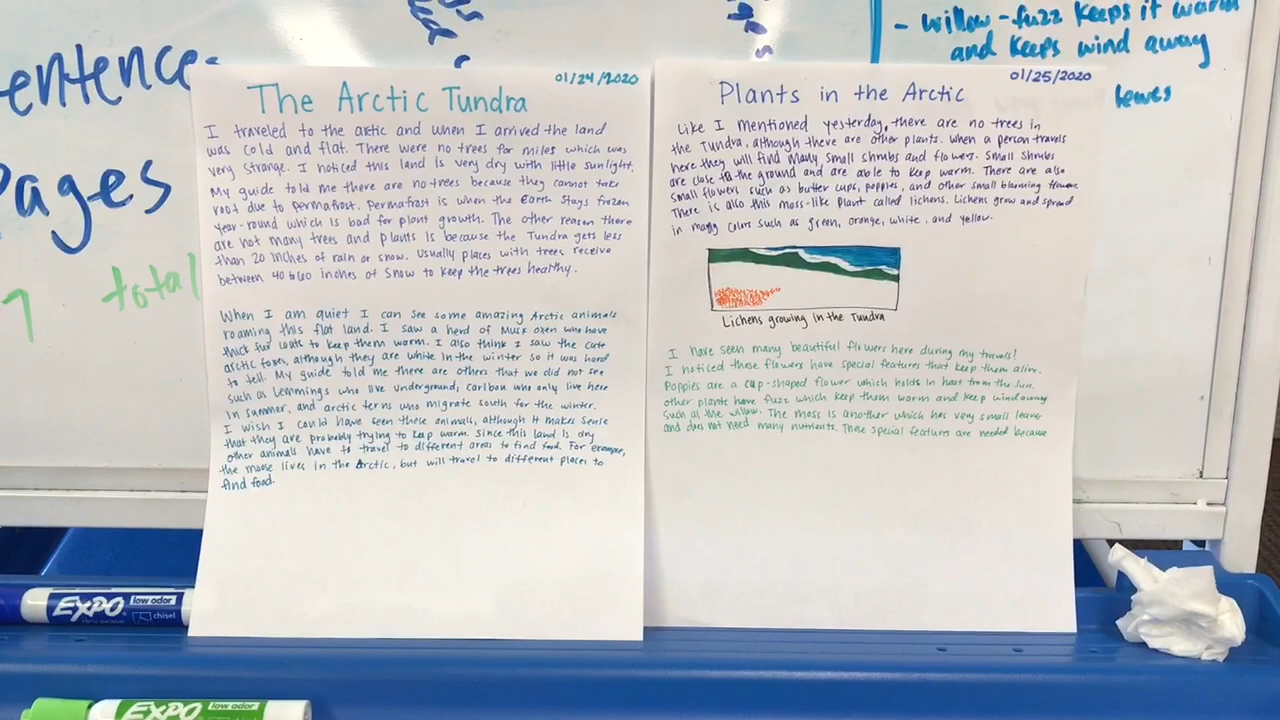 entence
Pages
7 total
- willow - fuzz keeps it warm
and keeps wind away
leaves
01/24/2020
The Arctic Tundra
I traveled to the arctic and when I arrived the land
was cold and flat. There were no trees for miles which was
very strange. I noticed this land is very dry with little sunlight.
My guide told me there are no trees because they cannot take
root due to permafrost. Permafrost is when the Earth stays frozen
year-round which is bad for plant growth. The other reason there
are not many trees and plants is because the Tundra gets less
than 20 inches of rain or snow. Usually places with trees receive
between 40 to 60 inches of snow to keep the trees healthy.
When I am quiet I can see some amazing Arctic animals
roaming this flat land. I saw a herd of Musk oxen who have
thick fur coats to keep them warm. I also think I saw the cute
arctic foxes, although they are white in the winter so it was hard
to tell. My guide told me there are others that we did not see
such as Lemmings who live underground, caribou who only live here
in summer, and arctic terns who migrate south for the winter.
I wish I could have seen these animals, although it makes sense
that they are probably trying to keep warm. Since this land is dry
other animals have to travel to different areas to find food. For example,
the moose lives in the Arctic, but will travel to different places to
find food.
01/25/2020
Plants in the Arctic
Like I mentioned yesterday, there are no trees in
the Tundra, although there are other plants. When a person travels
here they will find many small shrubs and flowers. Small shrubs
are close to the ground and are able to keep warm. There are also
small flowers such as butter cups, poppies, and other small blooming flowers.
There is also this moss-like plant called lichens. Lichens grow and spread
in many colors such as green, orange, white, and yellow.
Lichens growing in the Tundra
I have seen many beautiful flowers here during my travels!
I noticed these flowers have special features that keep them alive.
Poppies are a cup-shaped flower which holds in heat from the sun.
Other plants have fuzz which keep them warm and keep wind away
such as the willow. The moss is another which has very small leaves
and does not need many nutrients. These special features are needed because
EXPO low odor
dry erase chisel
EXPO low odor